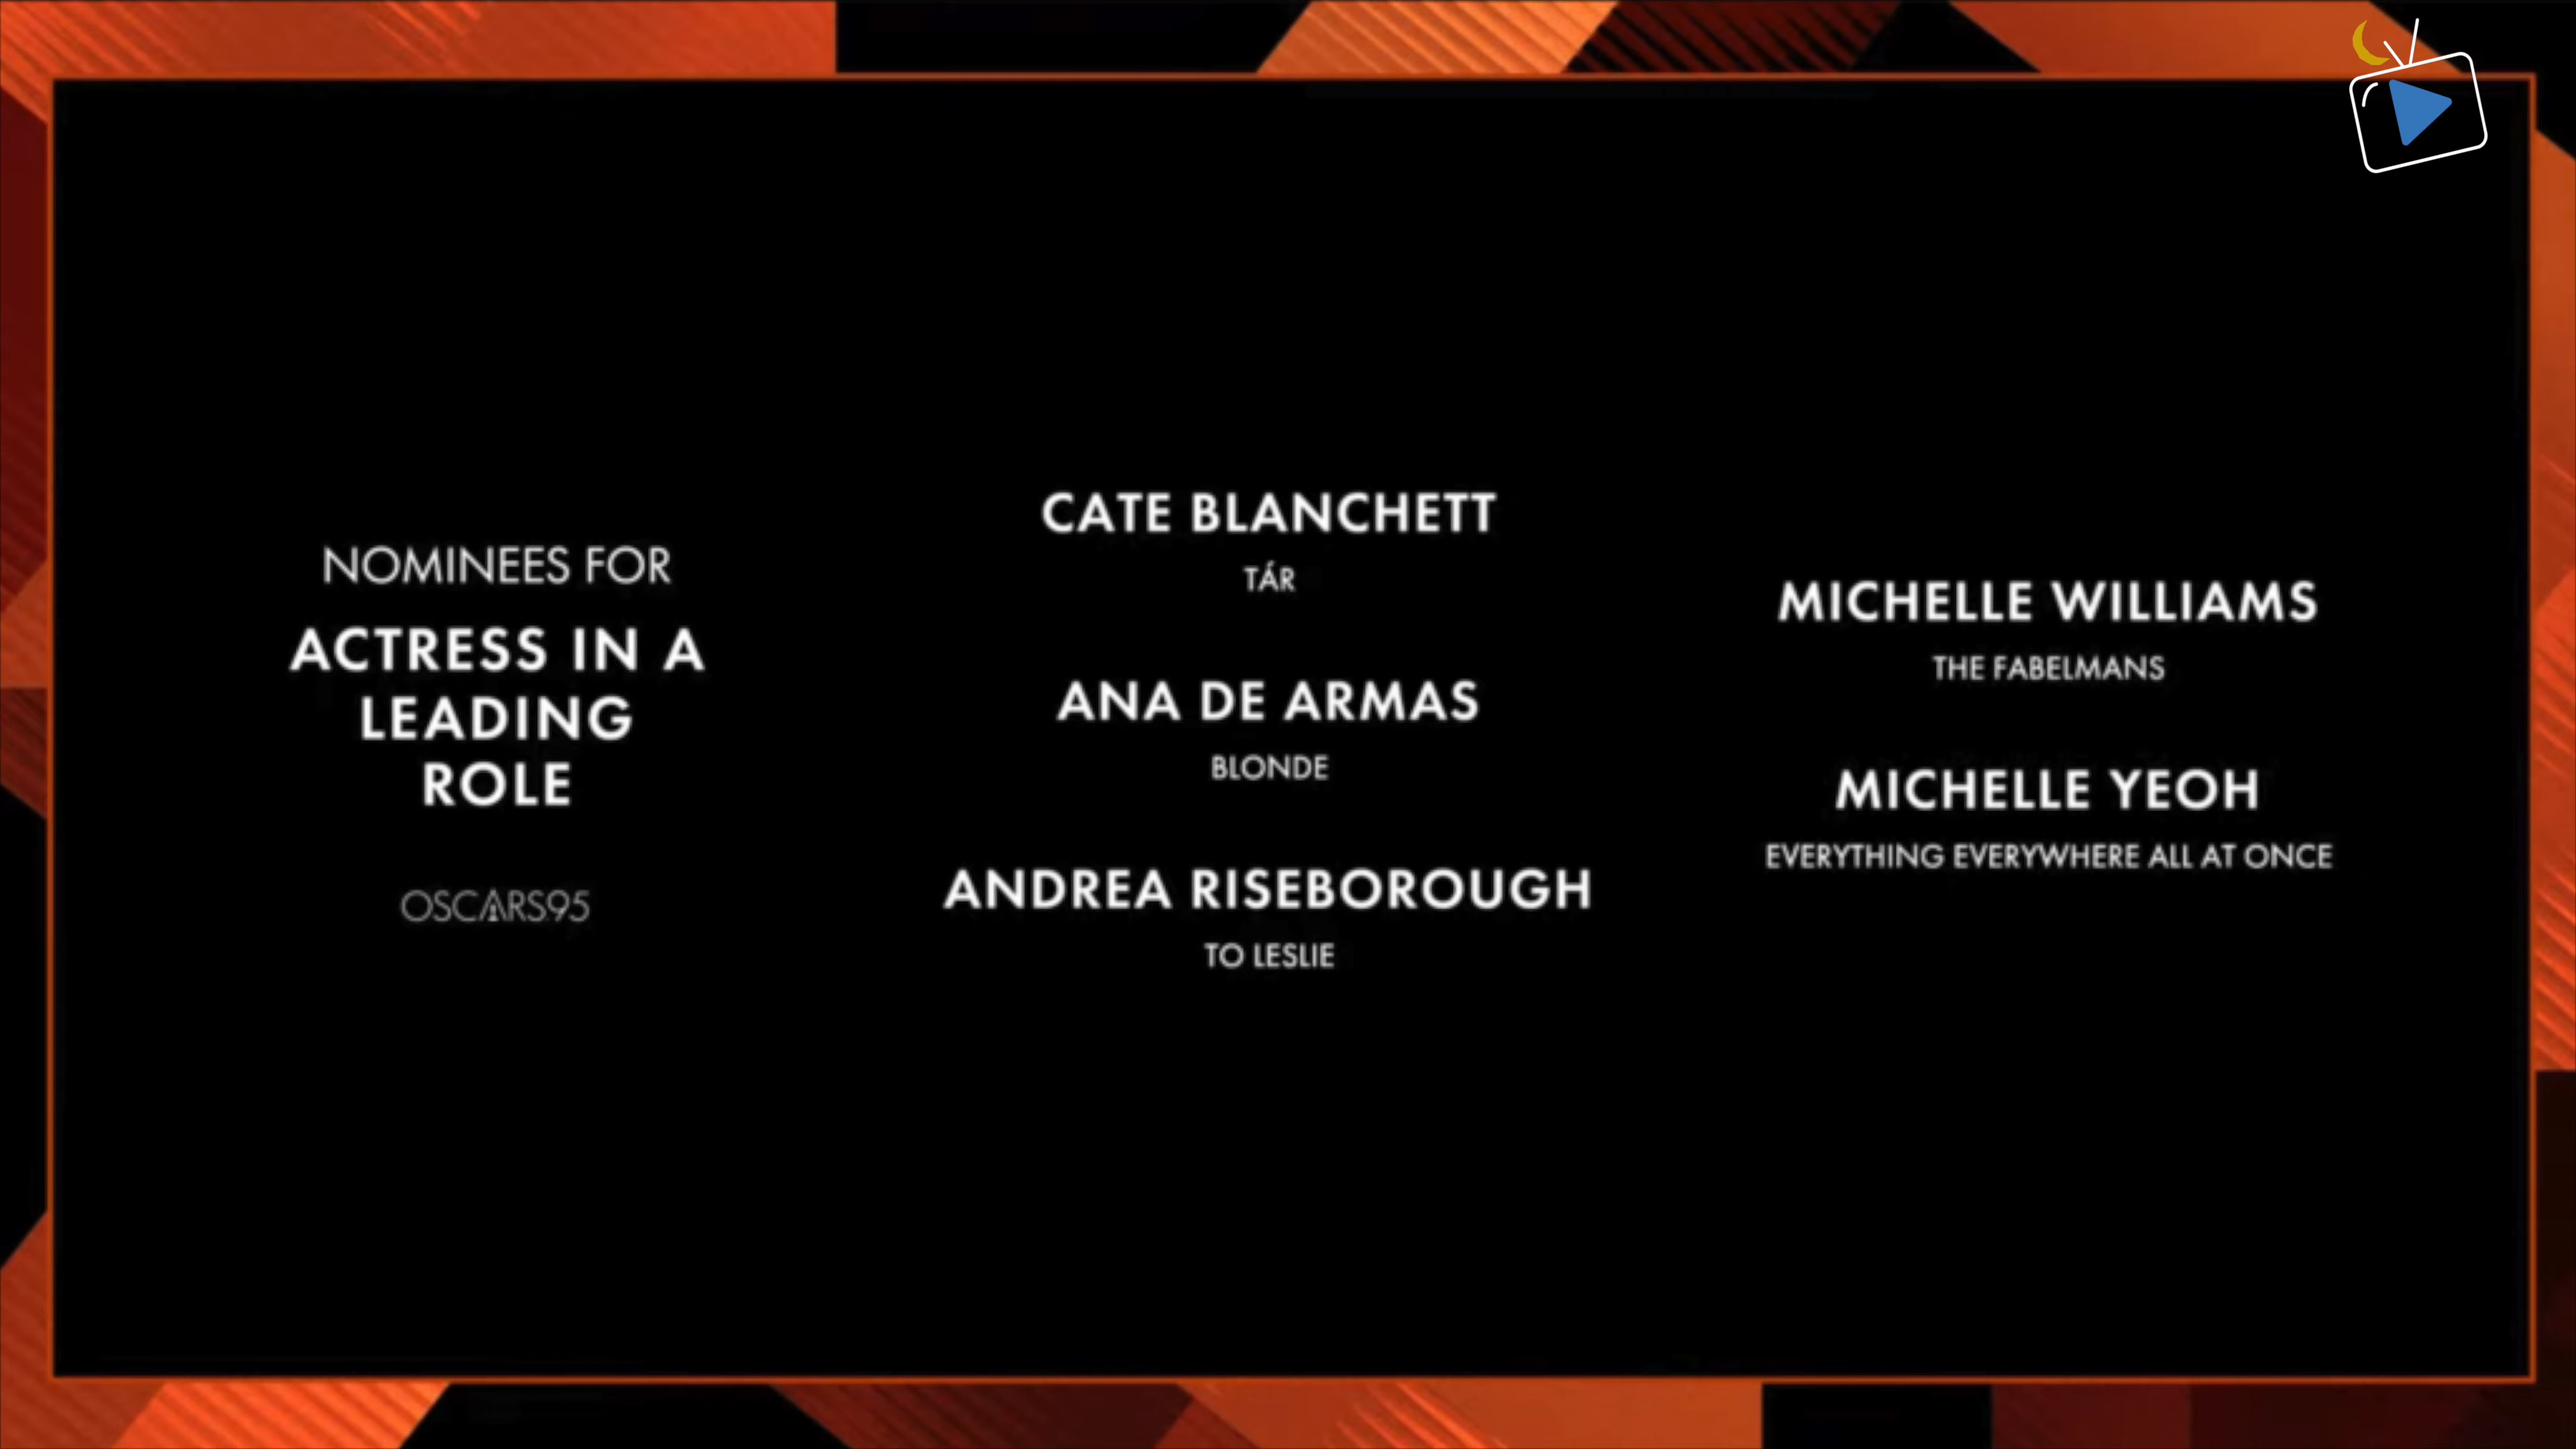 NOMINEES FOR
ACTRESS IN A
LEADING
ROLE
OSCARS95
CATE BLANCHETT
TÁR
ANA DE ARMAS
BLONDE
ANDREA RISEBOROUGH
TO LESLIE
MICHELLE WILLIAMS
THE FABELMANS
MICHELLE YEOH
EVERYTHING EVERYWHERE ALL AT ONCE